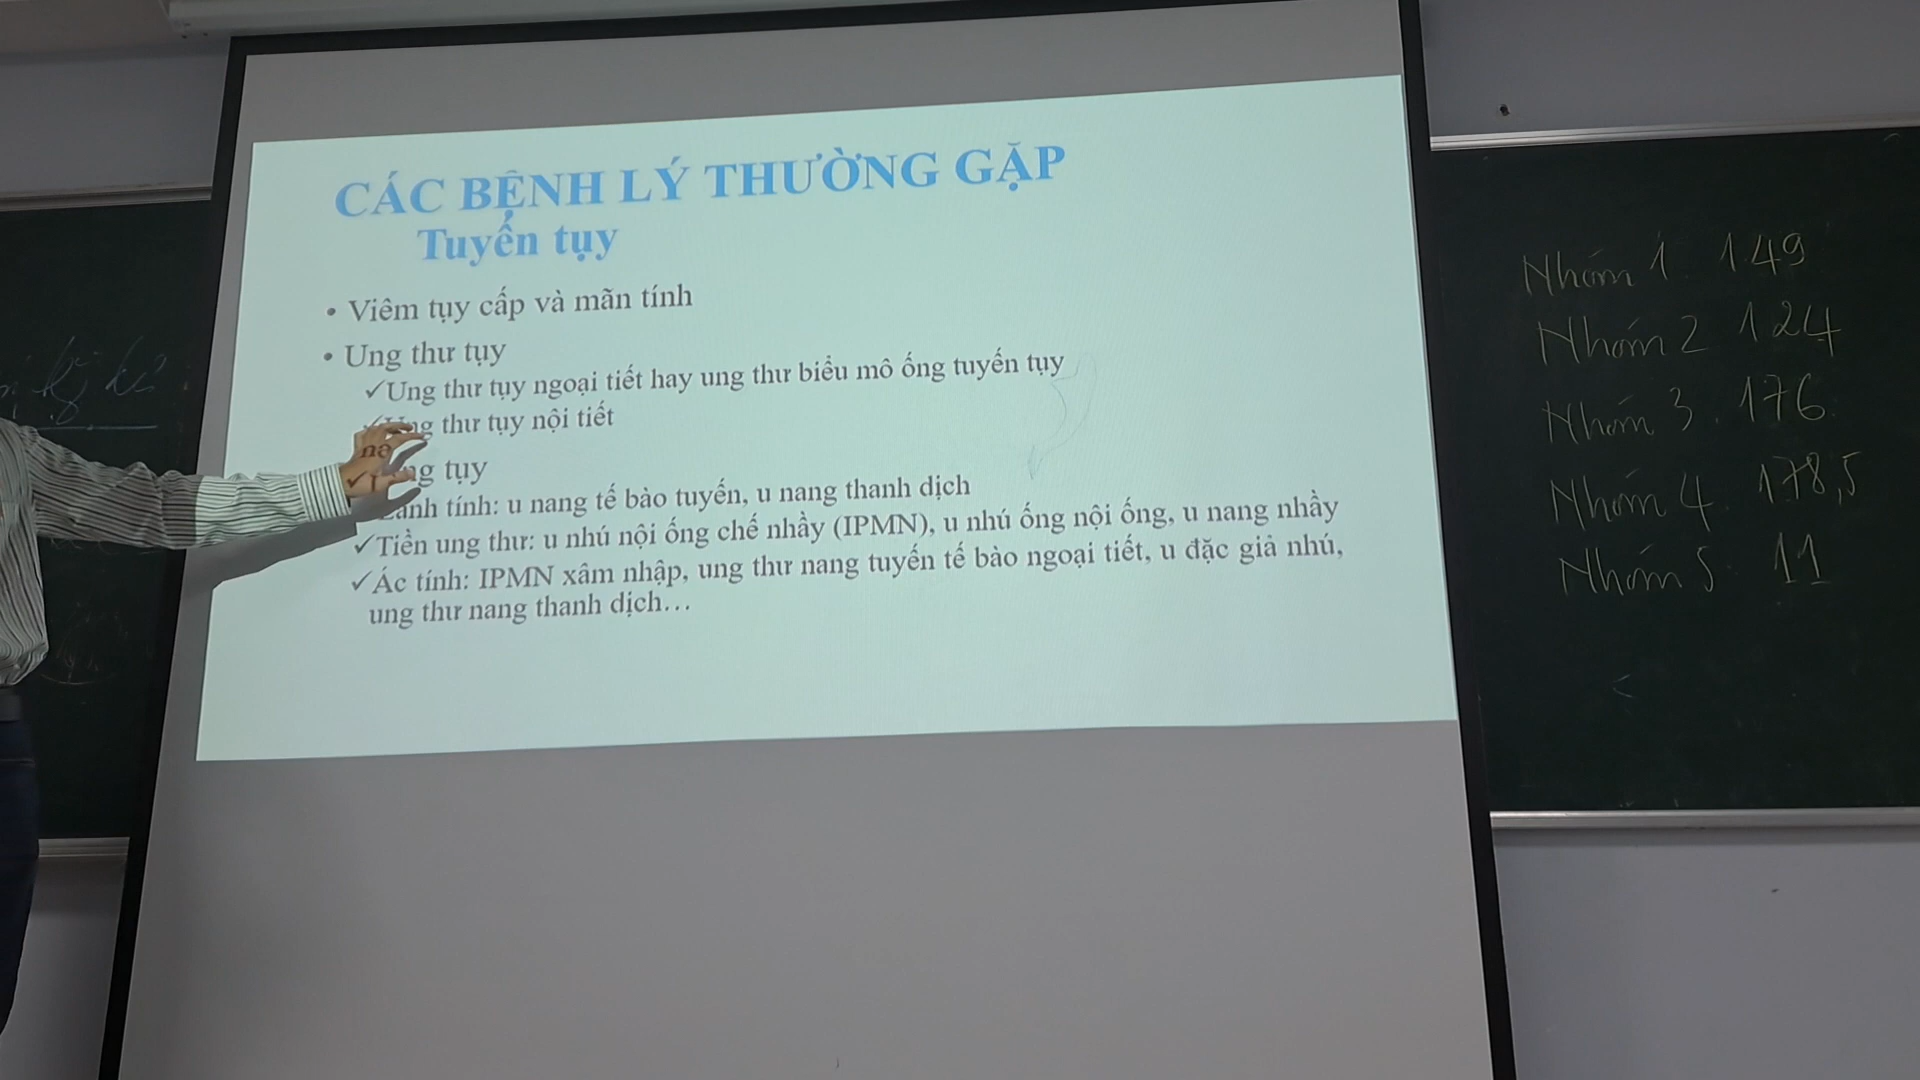 CÁC BỆNH LÝ THƯỜNG GẶP
Tuyến tụy
• Viêm tụy cấp và mãn tính
• Ung thư tụy
✓Ung thư tụy ngoại tiết hay ung thư biểu mô ống tuyến tụy
thư tụy nội tiết
tụy
tính: u nang tế bào tuyến, u nang thanh dịch
✓Tiền ung thư: u nhú nội ống chế nhầy (IPMN), u nhú ống nội ống, u nang nhầy
✓Ác tính: IPMN xâm nhập, ung thư nang tuyến tế bào ngoại tiết, u đặc giả nhú,
ung thư nang thanh dịch…
Nhóm 1 149
Nhóm 2 124
Nhóm 3. 176
Nhóm 4. 178,5
Nhóm 5 11